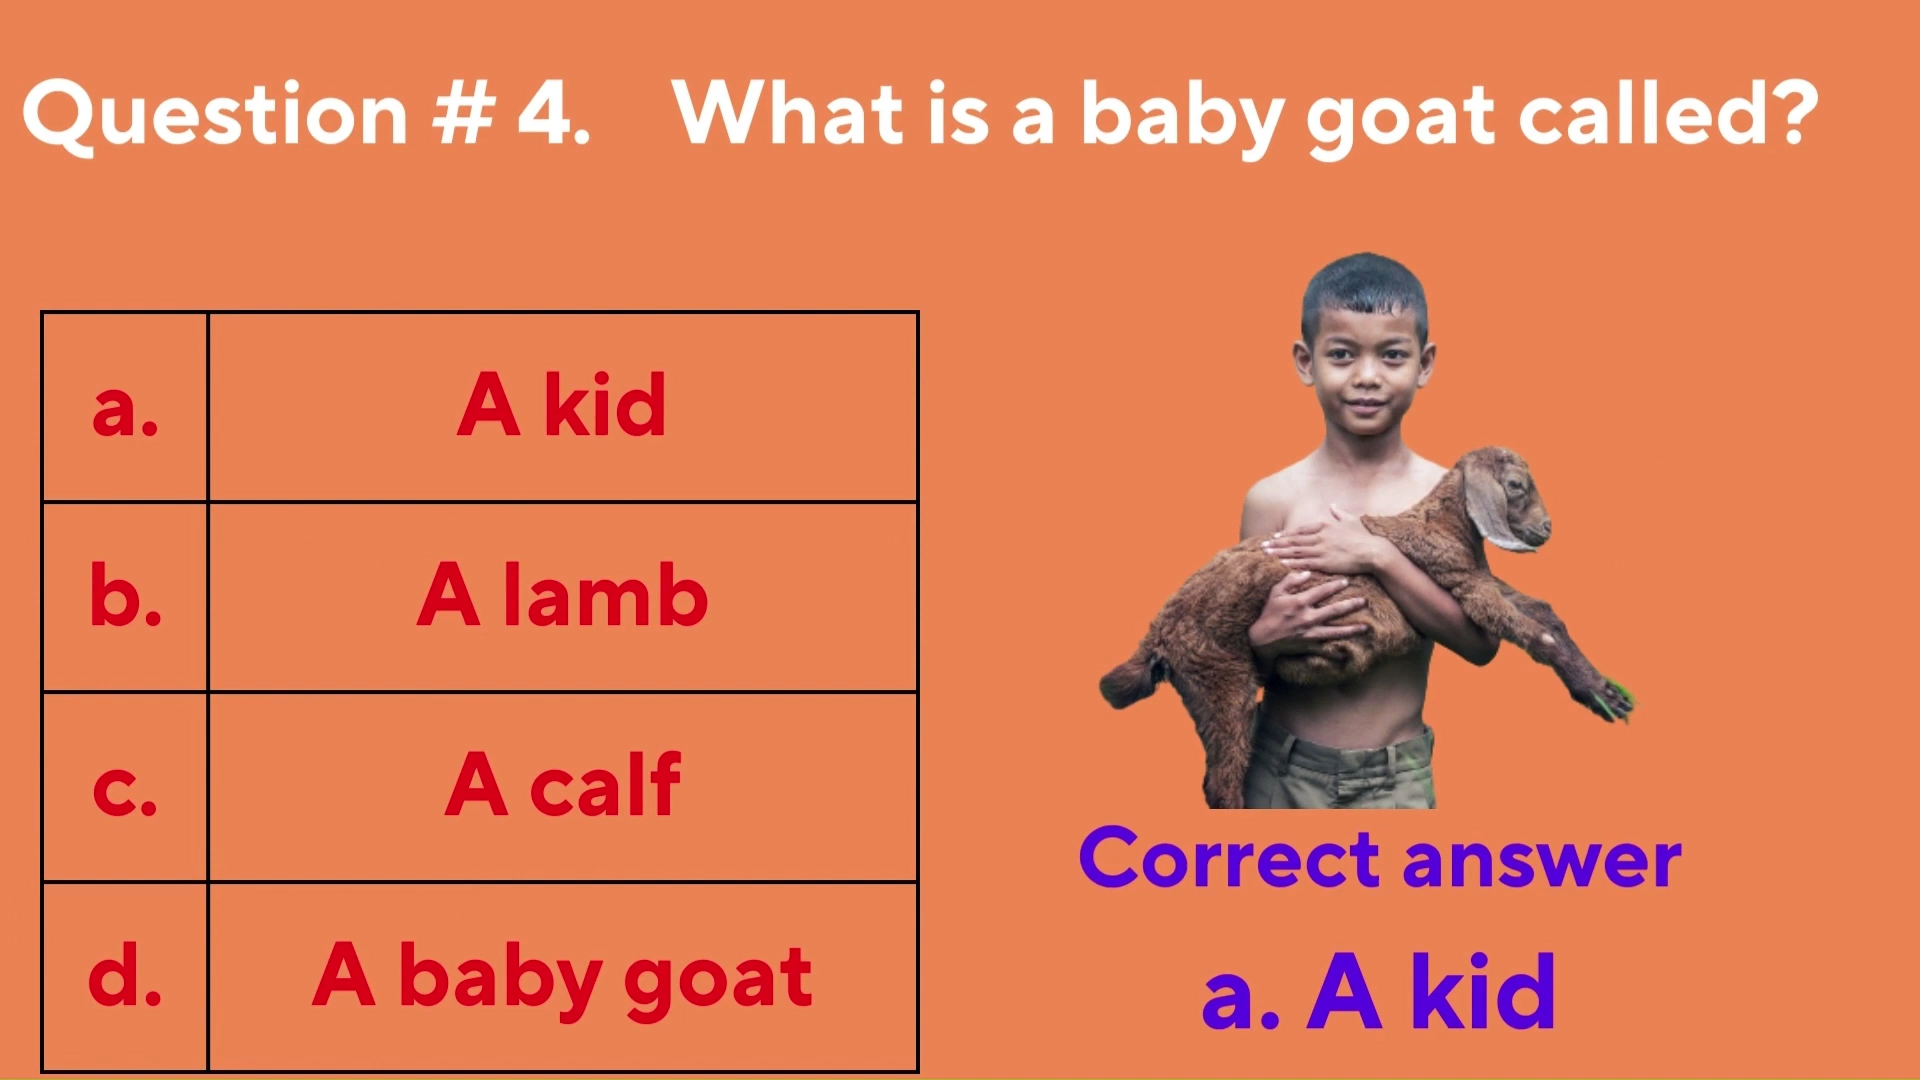 Question # 4. What is a baby goat called?
a. A kid
b. A lamb
c. A calf
d. A baby goat
Correct answer
a. A kid